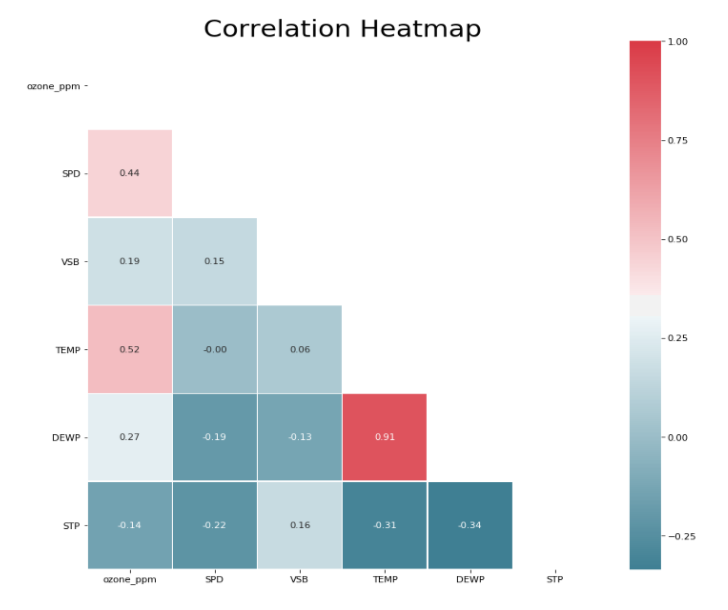 Correlation Heatmap
1.00
ozone_ppm
0.75
SPD 0.44
0.50
VSB 0.19 0.15
TEMP 0.52 -0.00 0.06
0.25
DEWP 0.27 -0.19 -0.13 0.91
0.00
STP -0.14 -0.22 0.16 -0.31 -0.34
−0.25
ozone_ppm SPD VSB TEMP DEWP STP